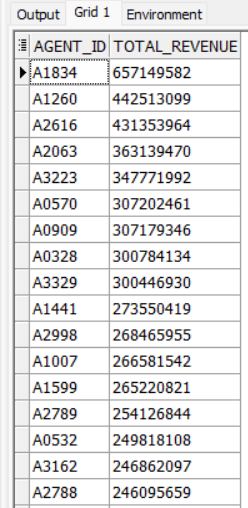 Output Grid 1 Environment
AGENT_ID TOTAL_REVENUE
A1834 657149582
A1260 442513099
A2616 431353964
A2063 363139470
A3223 347771992
A0570 307202461
A0909 307179346
A0328 300784134
A3329 300446930
A1441 273550419
A2998 268465955
A1007 266581542
A1599 265220821
A2789 254126844
A0532 249818108
A3162 246862097
A2788 246095659